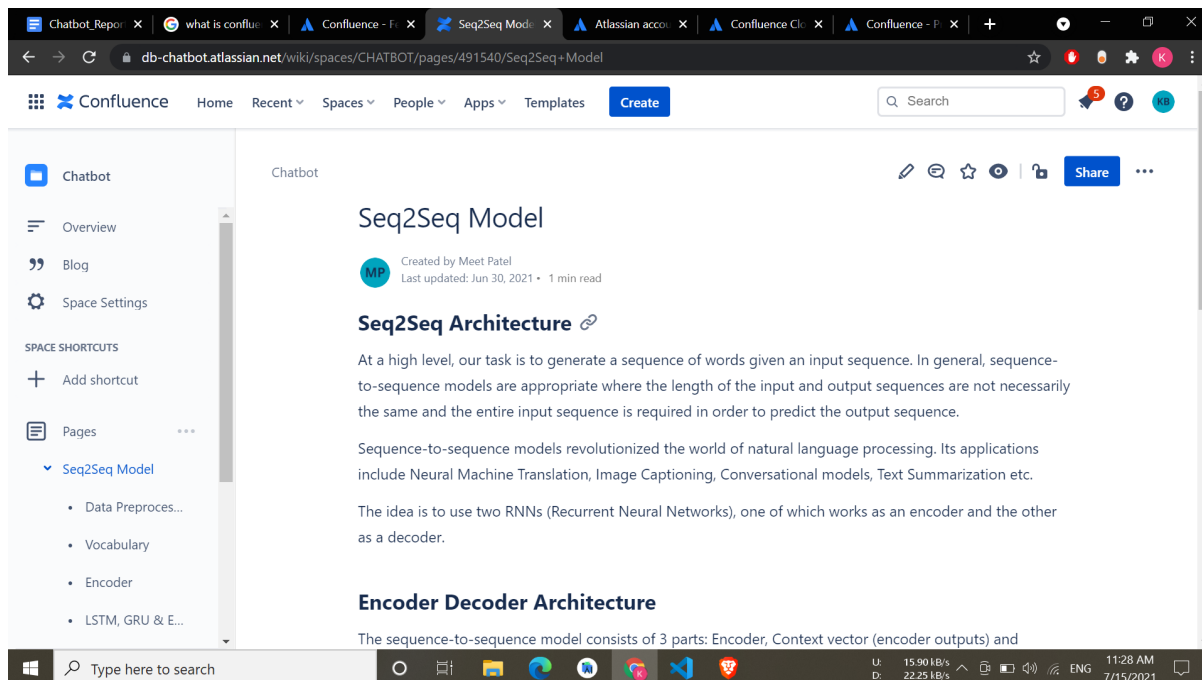 Chatbot_Report
what is conflue
Confluence - Fe
Seq2Seq Mode
Atlassian accou
Confluence Clo
Confluence - P
db-chatbot.atlassian.net/wiki/spaces/CHATBOT/pages/491540/Seq2Seq+Model
K
Confluence
Home
Recent
Spaces
People
Apps
Templates
Create
Search
5
KB
Chatbot
Overview
Blog
Space Settings
SPACE SHORTCUTS
Add shortcut
Pages
Seq2Seq Model
Data Preproces...
Vocabulary
Encoder
LSTM, GRU & E...
Chatbot
Share
Seq2Seq Model
MP
Created by Meet Patel
Last updated: Jun 30, 2021 • 1 min read
Seq2Seq Architecture
At a high level, our task is to generate a sequence of words given an input sequence. In general, sequence-
to-sequence models are appropriate where the length of the input and output sequences are not necessarily
the same and the entire input sequence is required in order to predict the output sequence.
Sequence-to-sequence models revolutionized the world of natural language processing. Its applications
include Neural Machine Translation, Image Captioning, Conversational models, Text Summarization etc.
The idea is to use two RNNs (Recurrent Neural Networks), one of which works as an encoder and the other
as a decoder.
Encoder Decoder Architecture
The sequence-to-sequence model consists of 3 parts: Encoder, Context vector (encoder outputs) and
Type here to search
U: 15.90 kB/s
D: 22.25 kB/s
ENG
11:28 AM
7/15/2021